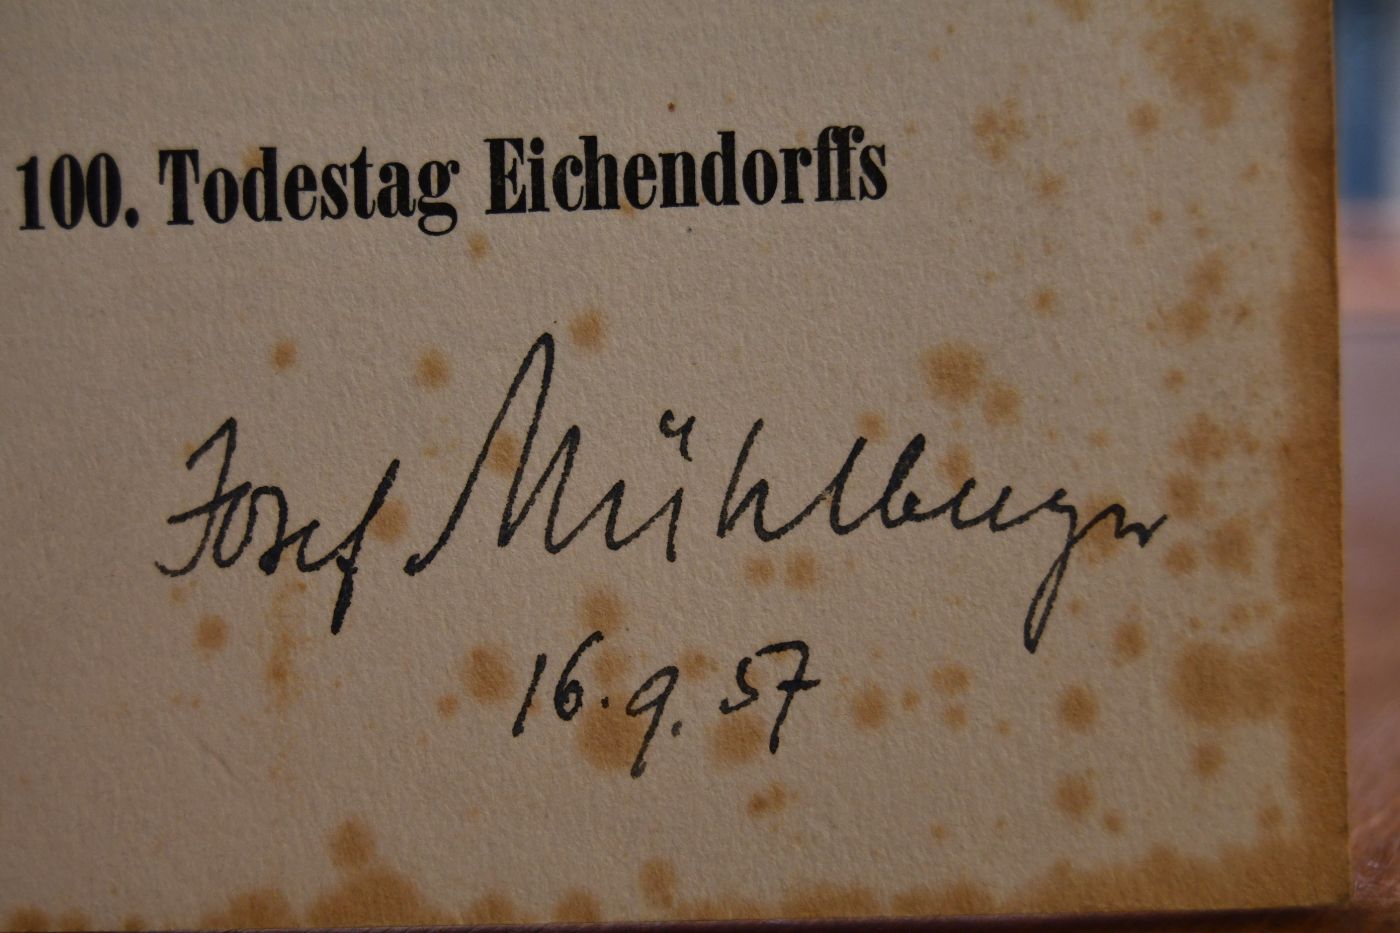 100. Todestag Eichendorffs
Josef Mühlberger
16.9.57